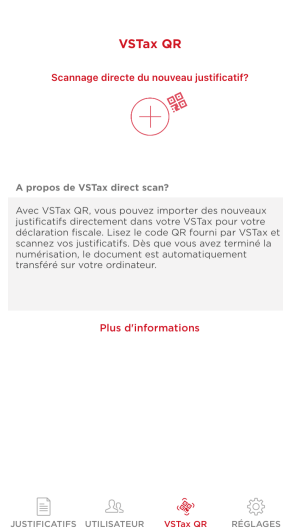 VSTax QR
Scannage directe du nouveau justificatif?
A propos de VSTax direct scan?
Avec VSTax QR, vous pouvez importer des nouveaux
justificatifs directement dans votre VSTax pour votre
déclaration fiscale. Lisez le code QR fourni par VSTax et
scannez vos justificatifs. Dès que vous avez terminé la
numérisation, le document est automatiquement
transféré sur votre ordinateur.
Plus d'informations
JUSTIFICATIFS UTILISATEUR VSTax QR RÉGLAGES